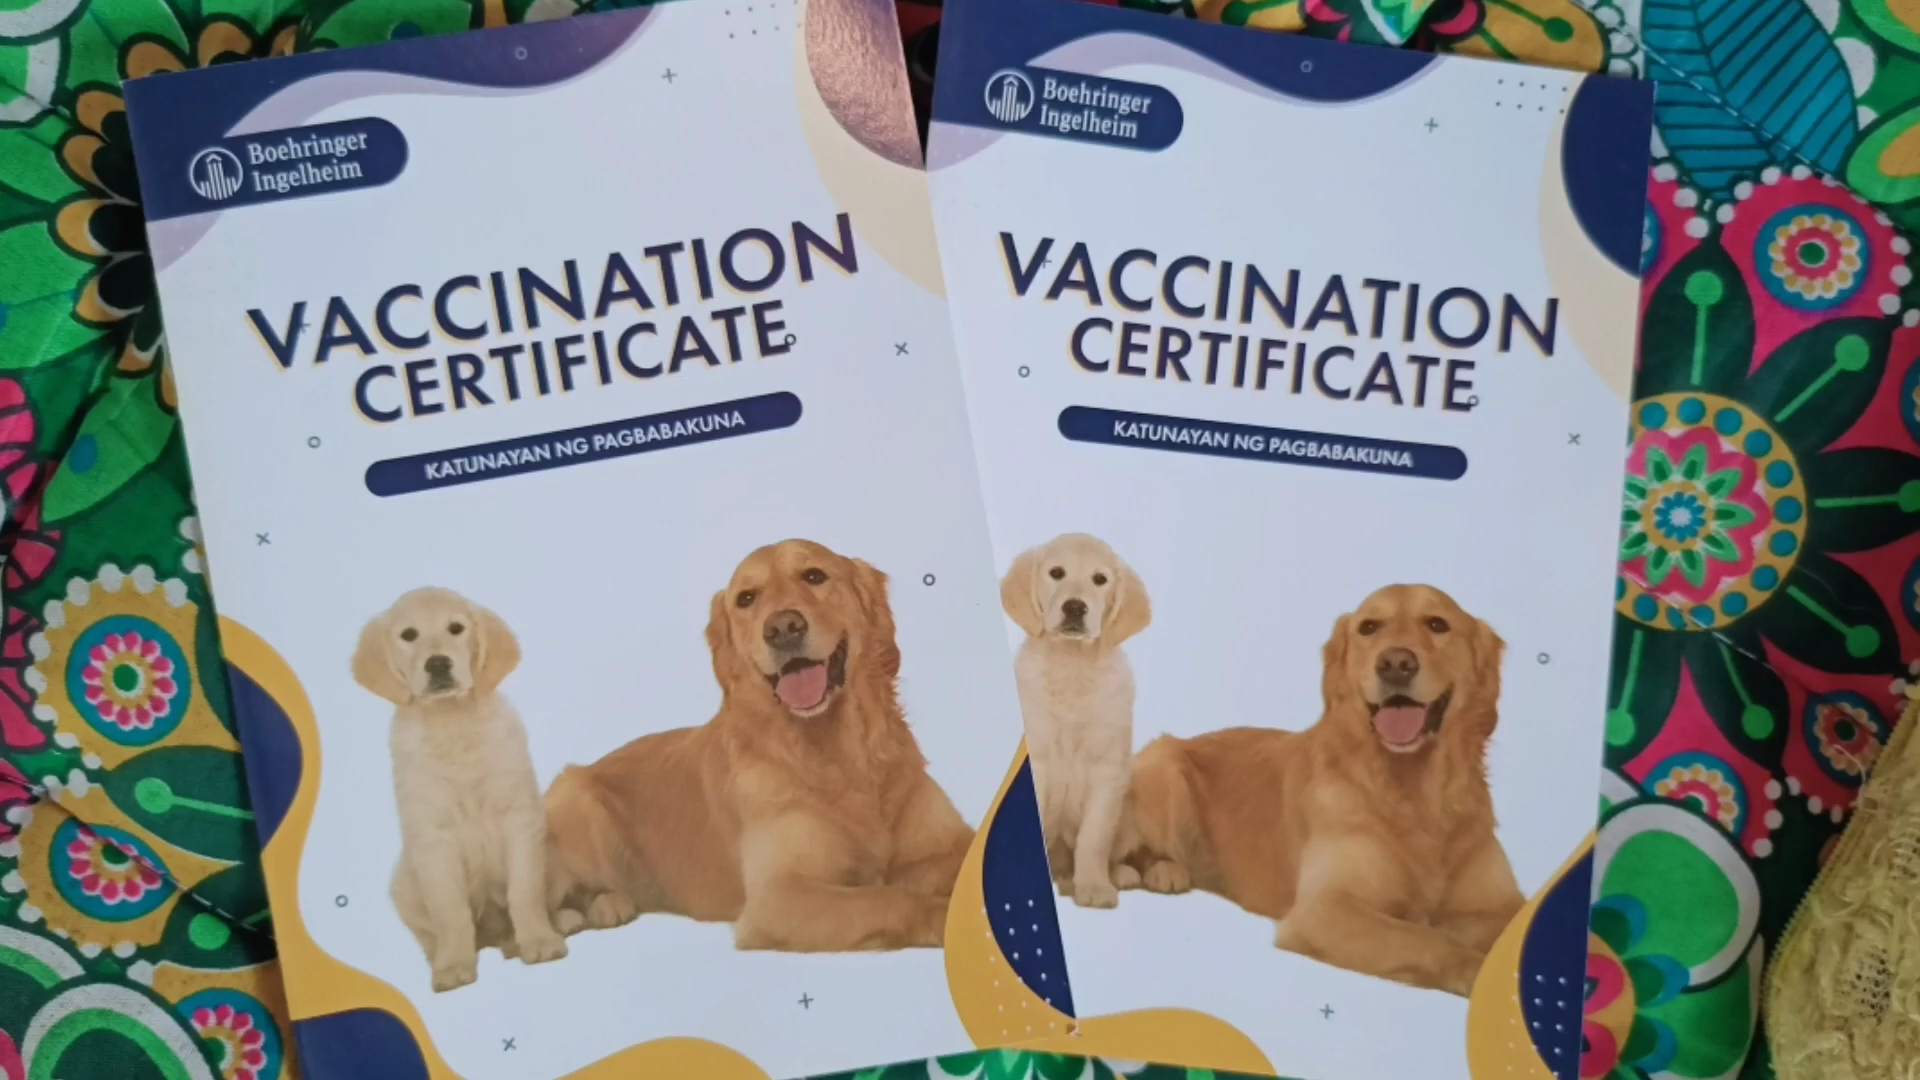 Boehringer
Ingelheim
VACCINATION
CERTIFICATE
KATUNAYAN NG PAGBABAKUNA
Boehringer
Ingelheim
VACCINATION
CERTIFICATE
KATUNAYAN NG PAGBABAKUNA